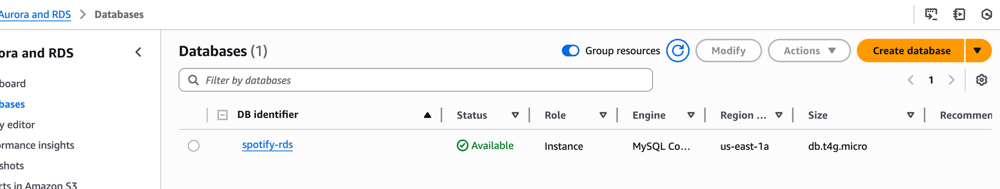 Aurora and RDS > Databases
ora and RDS
board
bases
y editor
ormance insights
shots
rts in Amazon S3
Databases (1)
Group resources
Modify
Actions
Create database
Filter by databases
1
DB identifier Status Role Engine Region ... Size Recommen
spotify-rds Available Instance MySQL Co... us-east-1a db.t4g.micro